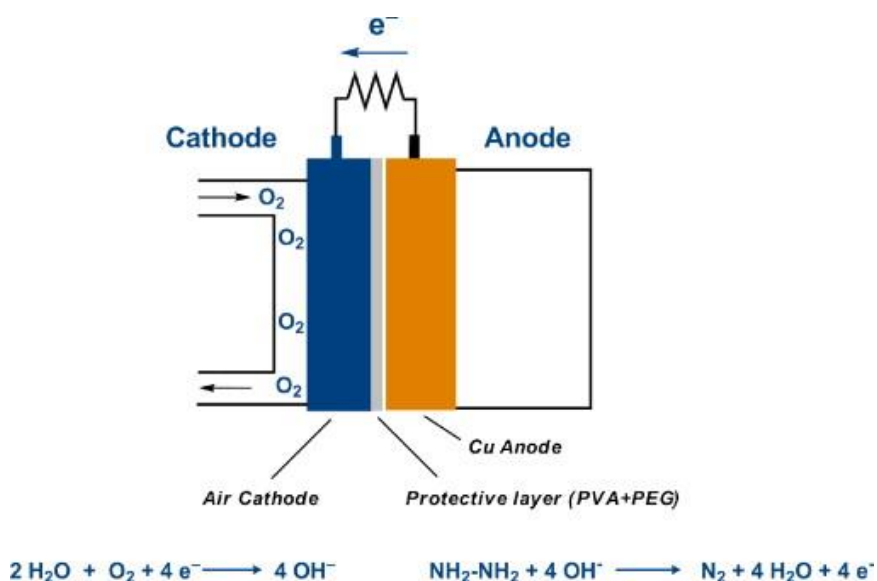 e⁻
Cathode
Anode
O₂
O₂
O₂
O₂
Cu Anode
Air Cathode
Protective layer (PVA+PEG)
2 H₂O + O₂ + 4 e⁻ → 4 OH⁻
NH₂-NH₂ + 4 OH⁻ → N₂ + 4 H₂O + 4 e⁻